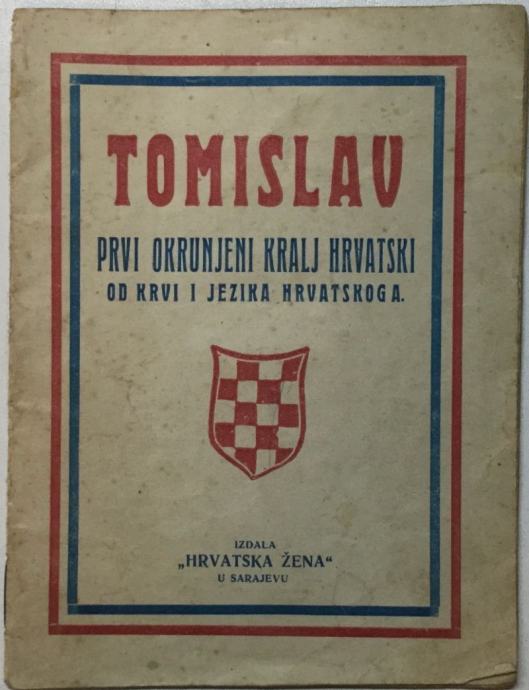 TOMISLAV
PRVI OKRUNJENI KRALJ HRVATSKI
OD KRVI I JEZIKA HRVATSKOGA.
IZDALA
„HRVATSKA ŽENA“
U SARAJEVU